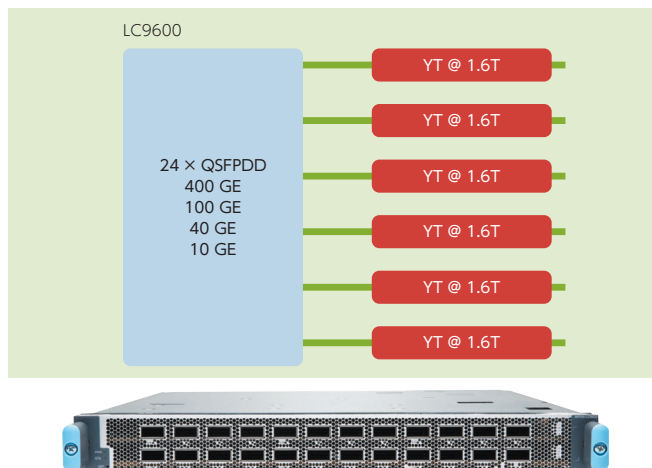 LC9600
24 × QSFPDD
400 GE
100 GE
40 GE
10 GE
YT @ 1.6T
YT @ 1.6T
YT @ 1.6T
YT @ 1.6T
YT @ 1.6T
YT @ 1.6T